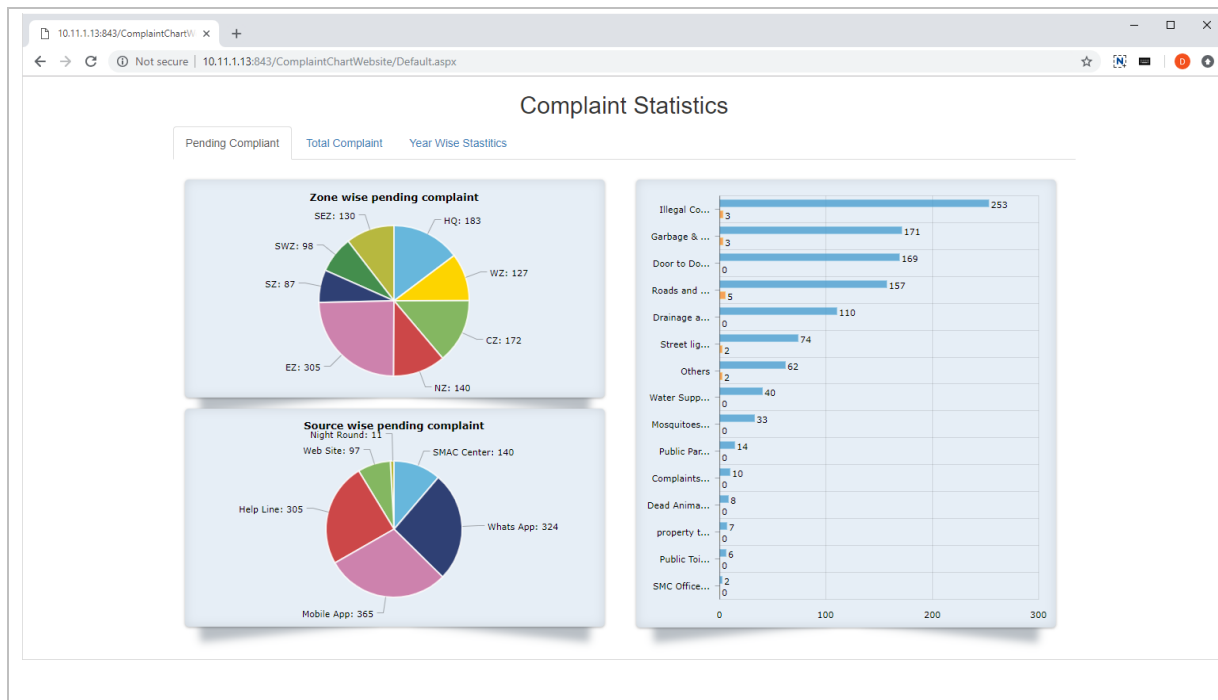 10.11.1.13:843/ComplaintChartW
Not secure | 10.11.1.13:843/ComplaintChartWebsite/Default.aspx
N
D
Complaint Statistics
Pending Compliant
Total Complaint
Year Wise Stastitics
Zone wise pending complaint
SEZ: 130
HQ: 183
SWZ: 98
WZ: 127
SZ: 87
CZ: 172
EZ: 305
NZ: 140
Source wise pending complaint
Night Round: 11
Web Site: 97
SMAC Center: 140
Help Line: 305
Whats App: 324
Mobile App: 365
Illegal Co... 253
3
Garbage & ... 171
3
Door to Do... 169
0
Roads and ... 157
5
Drainage a... 110
0
Street lig... 74
2
Others 62
2
Water Supp... 40
0
Mosquitoes... 33
0
Public Par... 14
0
Complaints... 10
0
Dead Anima... 8
0
property t... 7
0
Public Toi... 6
0
SMC Office... 2
0
0 100 200 300